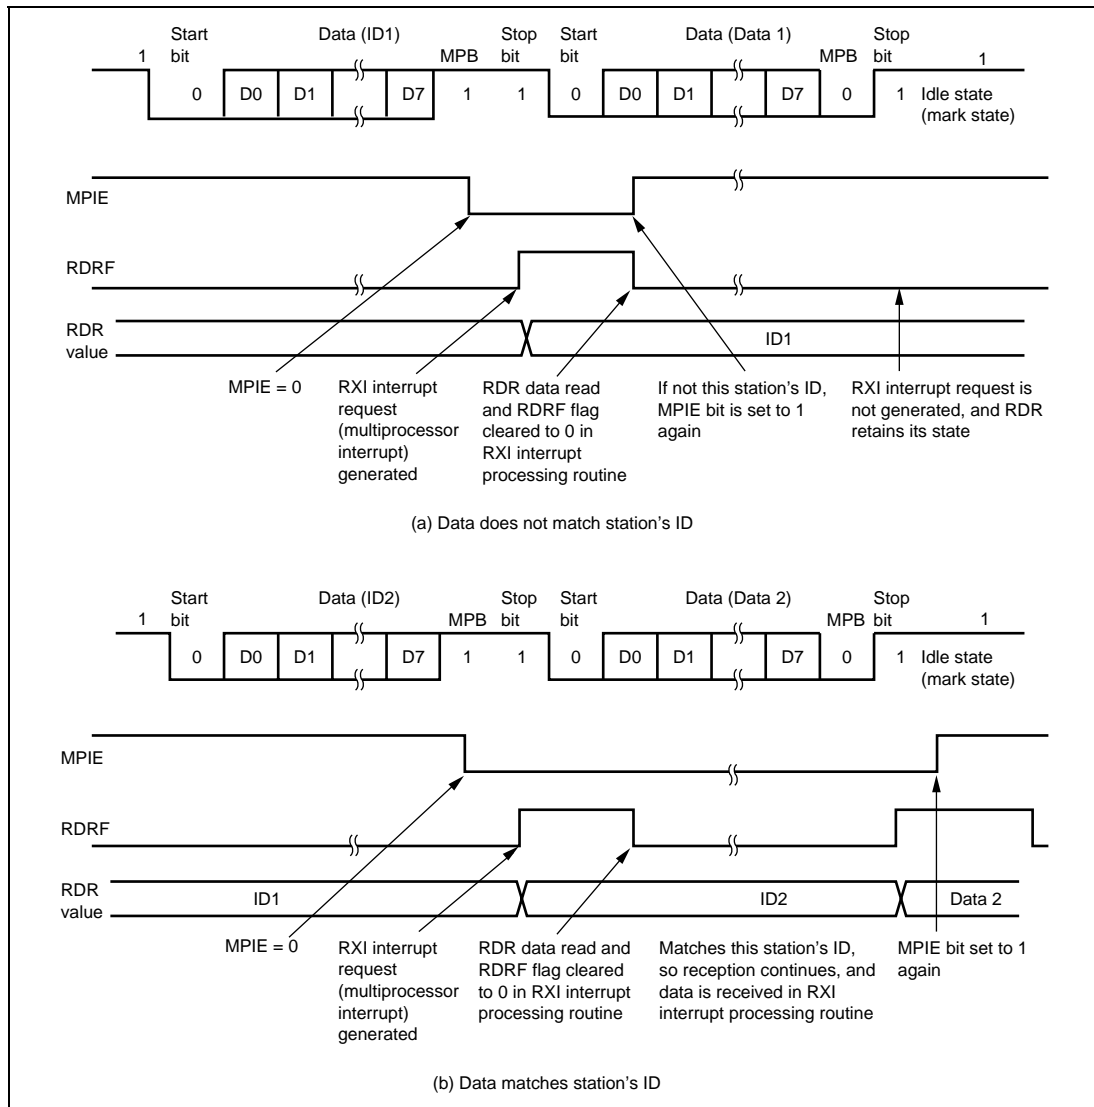 Start bit Data (ID1) MPB Stop bit Start bit Data (Data 1) MPB Stop bit
1 0 D0 D1 D7 1 1 0 D0 D1 D7 0 1 1
Idle state
(mark state)
MPIE
RDRF
RDR
value
ID1
MPIE = 0
RXI interrupt
request
(multiprocessor
interrupt)
generated
RDR data read
and RDRF flag
cleared to 0 in
RXI interrupt
processing routine
If not this station's ID,
MPIE bit is set to 1
again
RXI interrupt request is
not generated, and RDR
retains its state
(a) Data does not match station's ID
Start bit Data (ID2) MPB Stop bit Start bit Data (Data 2) MPB Stop bit
1 0 D0 D1 D7 1 1 0 D0 D1 D7 0 1 1
Idle state
(mark state)
MPIE
RDRF
RDR
value
ID1 ID2 Data 2
MPIE = 0
RXI interrupt
request
(multiprocessor
interrupt)
generated
RDR data read and
RDRF flag cleared
to 0 in RXI interrupt
processing routine
Matches this station's ID,
so reception continues, and
data is received in RXI
interrupt processing routine
MPIE bit set to 1
again
(b) Data matches station's ID